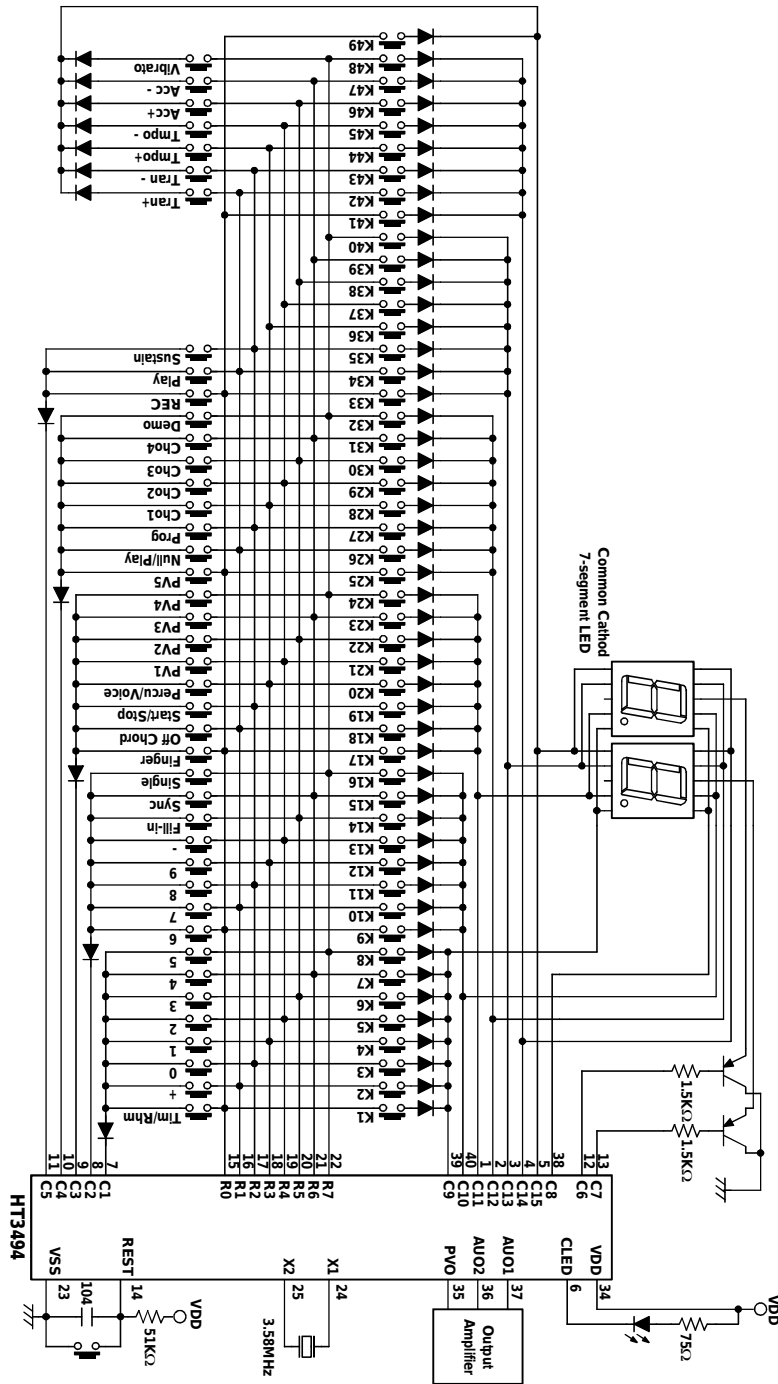 K49
K48
K47
K46
K45
K44
K43
K42
K41
K40
K39
K38
K37
K36
K35
K34
K33
K32
K31
K30
K29
K28
K27
K26
K25
K24
K23
K22
K21
K20
K19
K18
K17
K16
K15
K14
K13
K12
K11
K10
K9
K8
K7
K6
K5
K4
K3
K2
K1
Vibrato
Acc -
Acc+
Tmpo -
Tmpo+
Tran -
Tran+
Sustain
Play
REC
Demo
Cho4
Cho3
Cho2
Cho1
Prog
Null/Play
PV5
PV4
PV3
PV2
PV1
Percu/Voice
Start/Stop
Off Chord
Finger
Single
Sync
Fill-in
-
9
8
7
6
5
4
3
2
1
0
+
Tim/Rhm
Common Cathod
7-segment LED
1.5KΩ
1.5KΩ
13 C7
12 C6
38 C8
5 C15
4 C14
3 C13
2 C12
1 C11
40 C10
39 C9
22 R7
21 R6
20 R5
19 R4
18 R3
17 R2
16 R1
15 R0
7 C1
8 C2
9 C3
10 C4
11 C5
HT3494
VDD 34
CLED 6
AUO1 37
AUO2 36
PVO 35
X1 24
X2 25
REST 14
VSS 23
VDD
75Ω
Output
Amplifier
3.58MHz
VDD
51KΩ
104